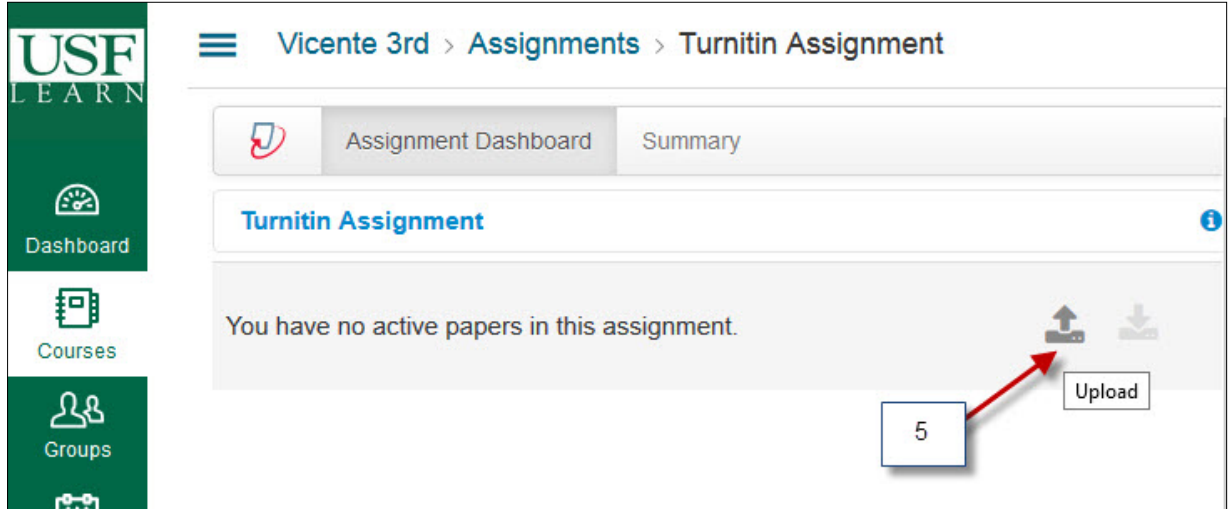 USF
LEARN
Vicente 3rd > Assignments > Turnitin Assignment
Assignment Dashboard Summary
Turnitin Assignment
Dashboard
You have no active papers in this assignment.
Courses
Upload
5
Groups